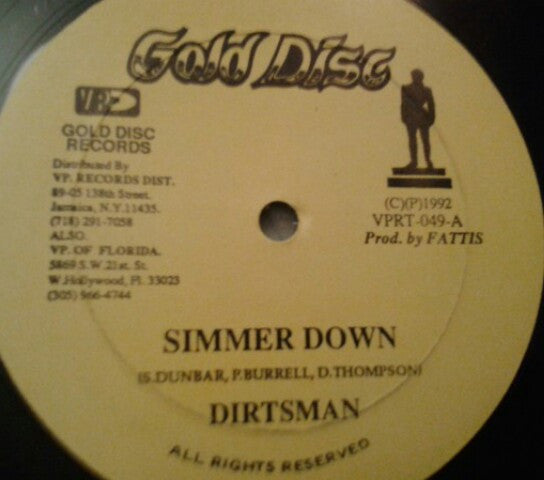 Gold Disc
VP
GOLD DISC
RECORDS
Distributed By
VP. RECORDS DIST.
89-05 138th Street.
Jamaica, N.Y.11435.
(718) 291-7058
ALSO.
VP. OF FLORIDA.
5869 S.W.21st. St.
W.Hollywood, Fl. 33023
(305) 966-4744
(C)(P)1992
VPRT-049-A
Prod. by FATTIS
SIMMER DOWN
(S.DUNBAR, P.BURRELL, D.THOMPSON)
DIRTSMAN
ALL RIGHTS RESERVED